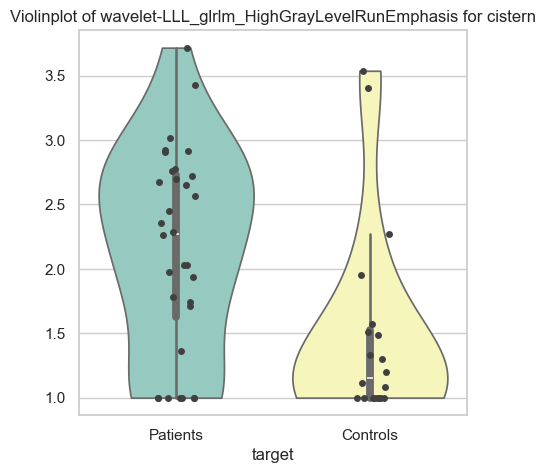 Violinplot of wavelet-LLL_glrlm_HighGrayLevelRunEmphasis for cistern
3.5
3.0
2.5
2.0
1.5
1.0
Patients
Controls
target